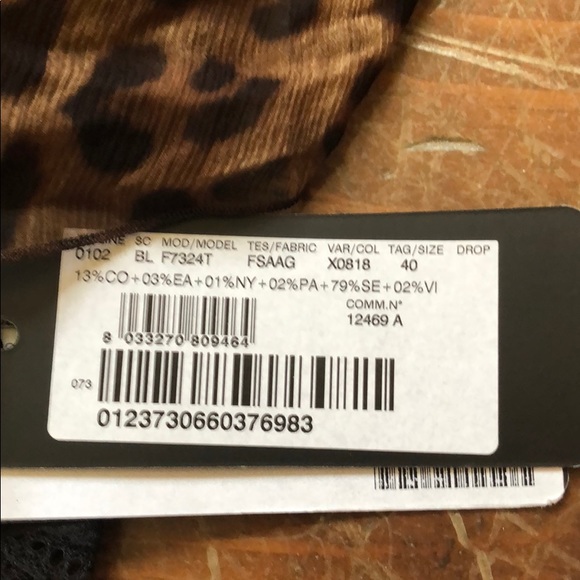 SC MOD/MODEL TES/FABRIC VAR/COL TAG/SIZE DROP
0102 BL F7324T FSAAG X0818 40
13%CO+03%EA+01%NY+02%PA+79%SE+02%VI
COMM.N°
12469 A
8 033270 809464
073
0123730660376983